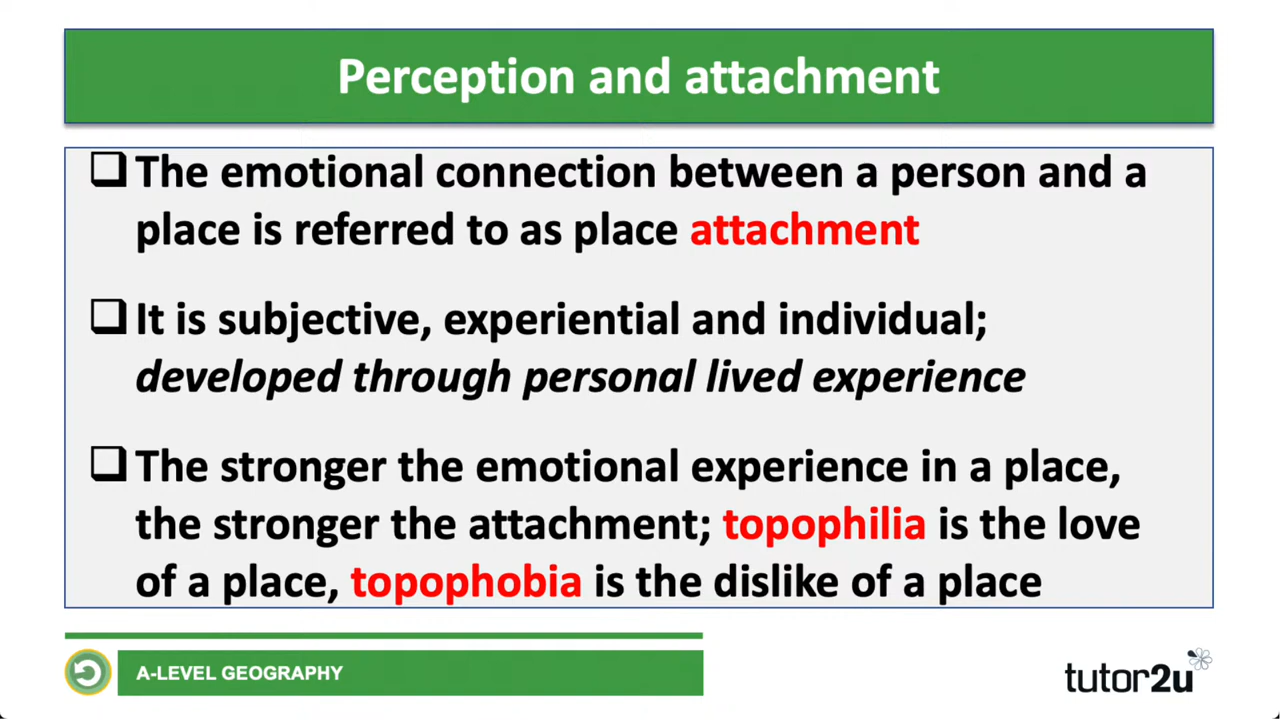 Perception and attachment
❑ The emotional connection between a person and a
place is referred to as place attachment
❑ It is subjective, experiential and individual;
developed through personal lived experience
❑ The stronger the emotional experience in a place,
the stronger the attachment; topophilia is the love
of a place, topophobia is the dislike of a place
A-LEVEL GEOGRAPHY
tutor2u